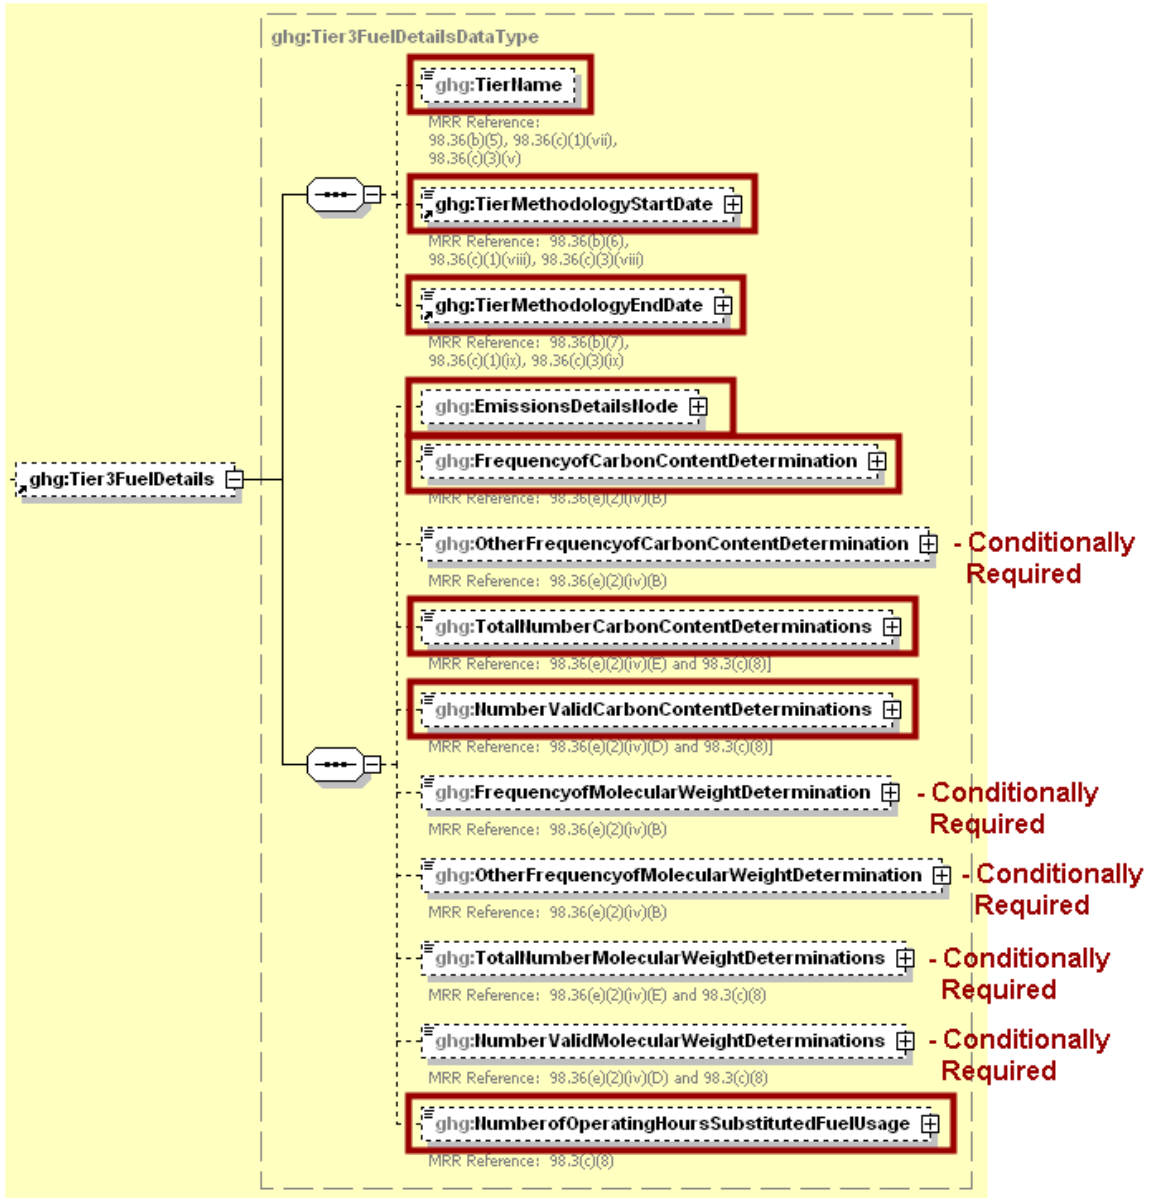 ghg:Tier3FuelDetailsDataType
ghg:TierName
MRR Reference:
98.36(b)(5), 98.36(c)(1)(vii),
98.36(c)(3)(v)
ghg:TierMethodologyStartDate
MRR Reference: 98.36(b)(6),
98.36(c)(1)(viii), 98.36(c)(3)(viii)
ghg:TierMethodologyEndDate
MRR Reference: 98.36(b)(7),
98.36(c)(1)(ix), 98.36(c)(3)(ix)
ghg:EmissionsDetailsNode
ghg:Tier3FuelDetails
ghg:FrequencyofCarbonContentDetermination
MRR Reference: 98.36(e)(2)(iv)(B)
ghg:OtherFrequencyofCarbonContentDetermination
- Conditionally
Required
MRR Reference: 98.36(e)(2)(iv)(B)
ghg:TotalNumberCarbonContentDeterminations
MRR Reference: 98.36(e)(2)(iv)(E) and 98.3(c)(8)]
ghg:NumberValidCarbonContentDeterminations
MRR Reference: 98.36(e)(2)(iv)(D) and 98.3(c)(8)]
ghg:FrequencyofMolecularWeightDetermination
- Conditionally
Required
MRR Reference: 98.36(e)(2)(iv)(B)
ghg:OtherFrequencyofMolecularWeightDetermination
- Conditionally
Required
MRR Reference: 98.36(e)(2)(iv)(B)
ghg:TotalNumberMolecularWeightDeterminations
- Conditionally
Required
MRR Reference: 98.36(e)(2)(iv)(E) and 98.3(c)(8)
ghg:NumberValidMolecularWeightDeterminations
- Conditionally
Required
MRR Reference: 98.36(e)(2)(iv)(D) and 98.3(c)(8)
ghg:NumberofOperatingHoursSubstitutedFuelUsage
MRR Reference: 98.3(c)(8)